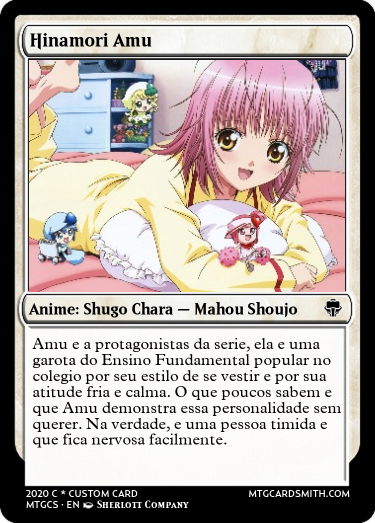 Hinamori Amu
Anime: Shugo Chara — Mahou Shoujo
Amu e a protagonistas da serie, ela e uma
garota do Ensino Fundamental popular no
colegio por seu estilo de se vestir e por sua
atitude fria e calma. O que poucos sabem e
que Amu demonstra essa personalidade sem
querer. Na verdade, e uma pessoa timida e
que fica nervosa facilmente.
2020 C * CUSTOM CARD
MTGCARDSMITH.COM
MTGCS · EN Sherlott Company